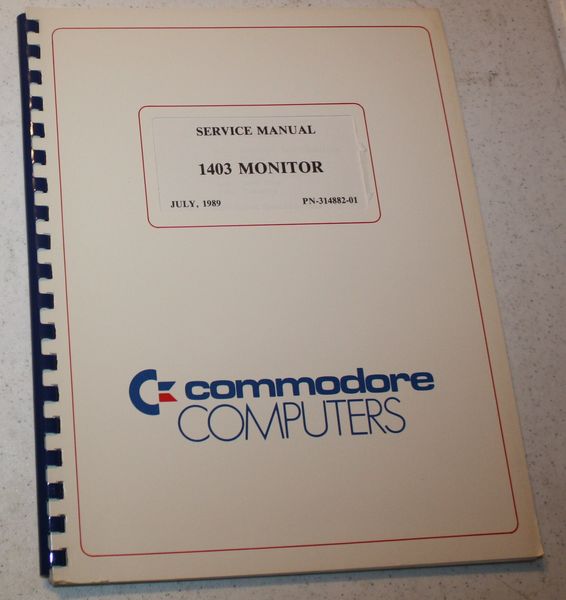 SERVICE MANUAL
1403 MONITOR
JULY, 1989 PN-314882-01
commodore
COMPUTERS